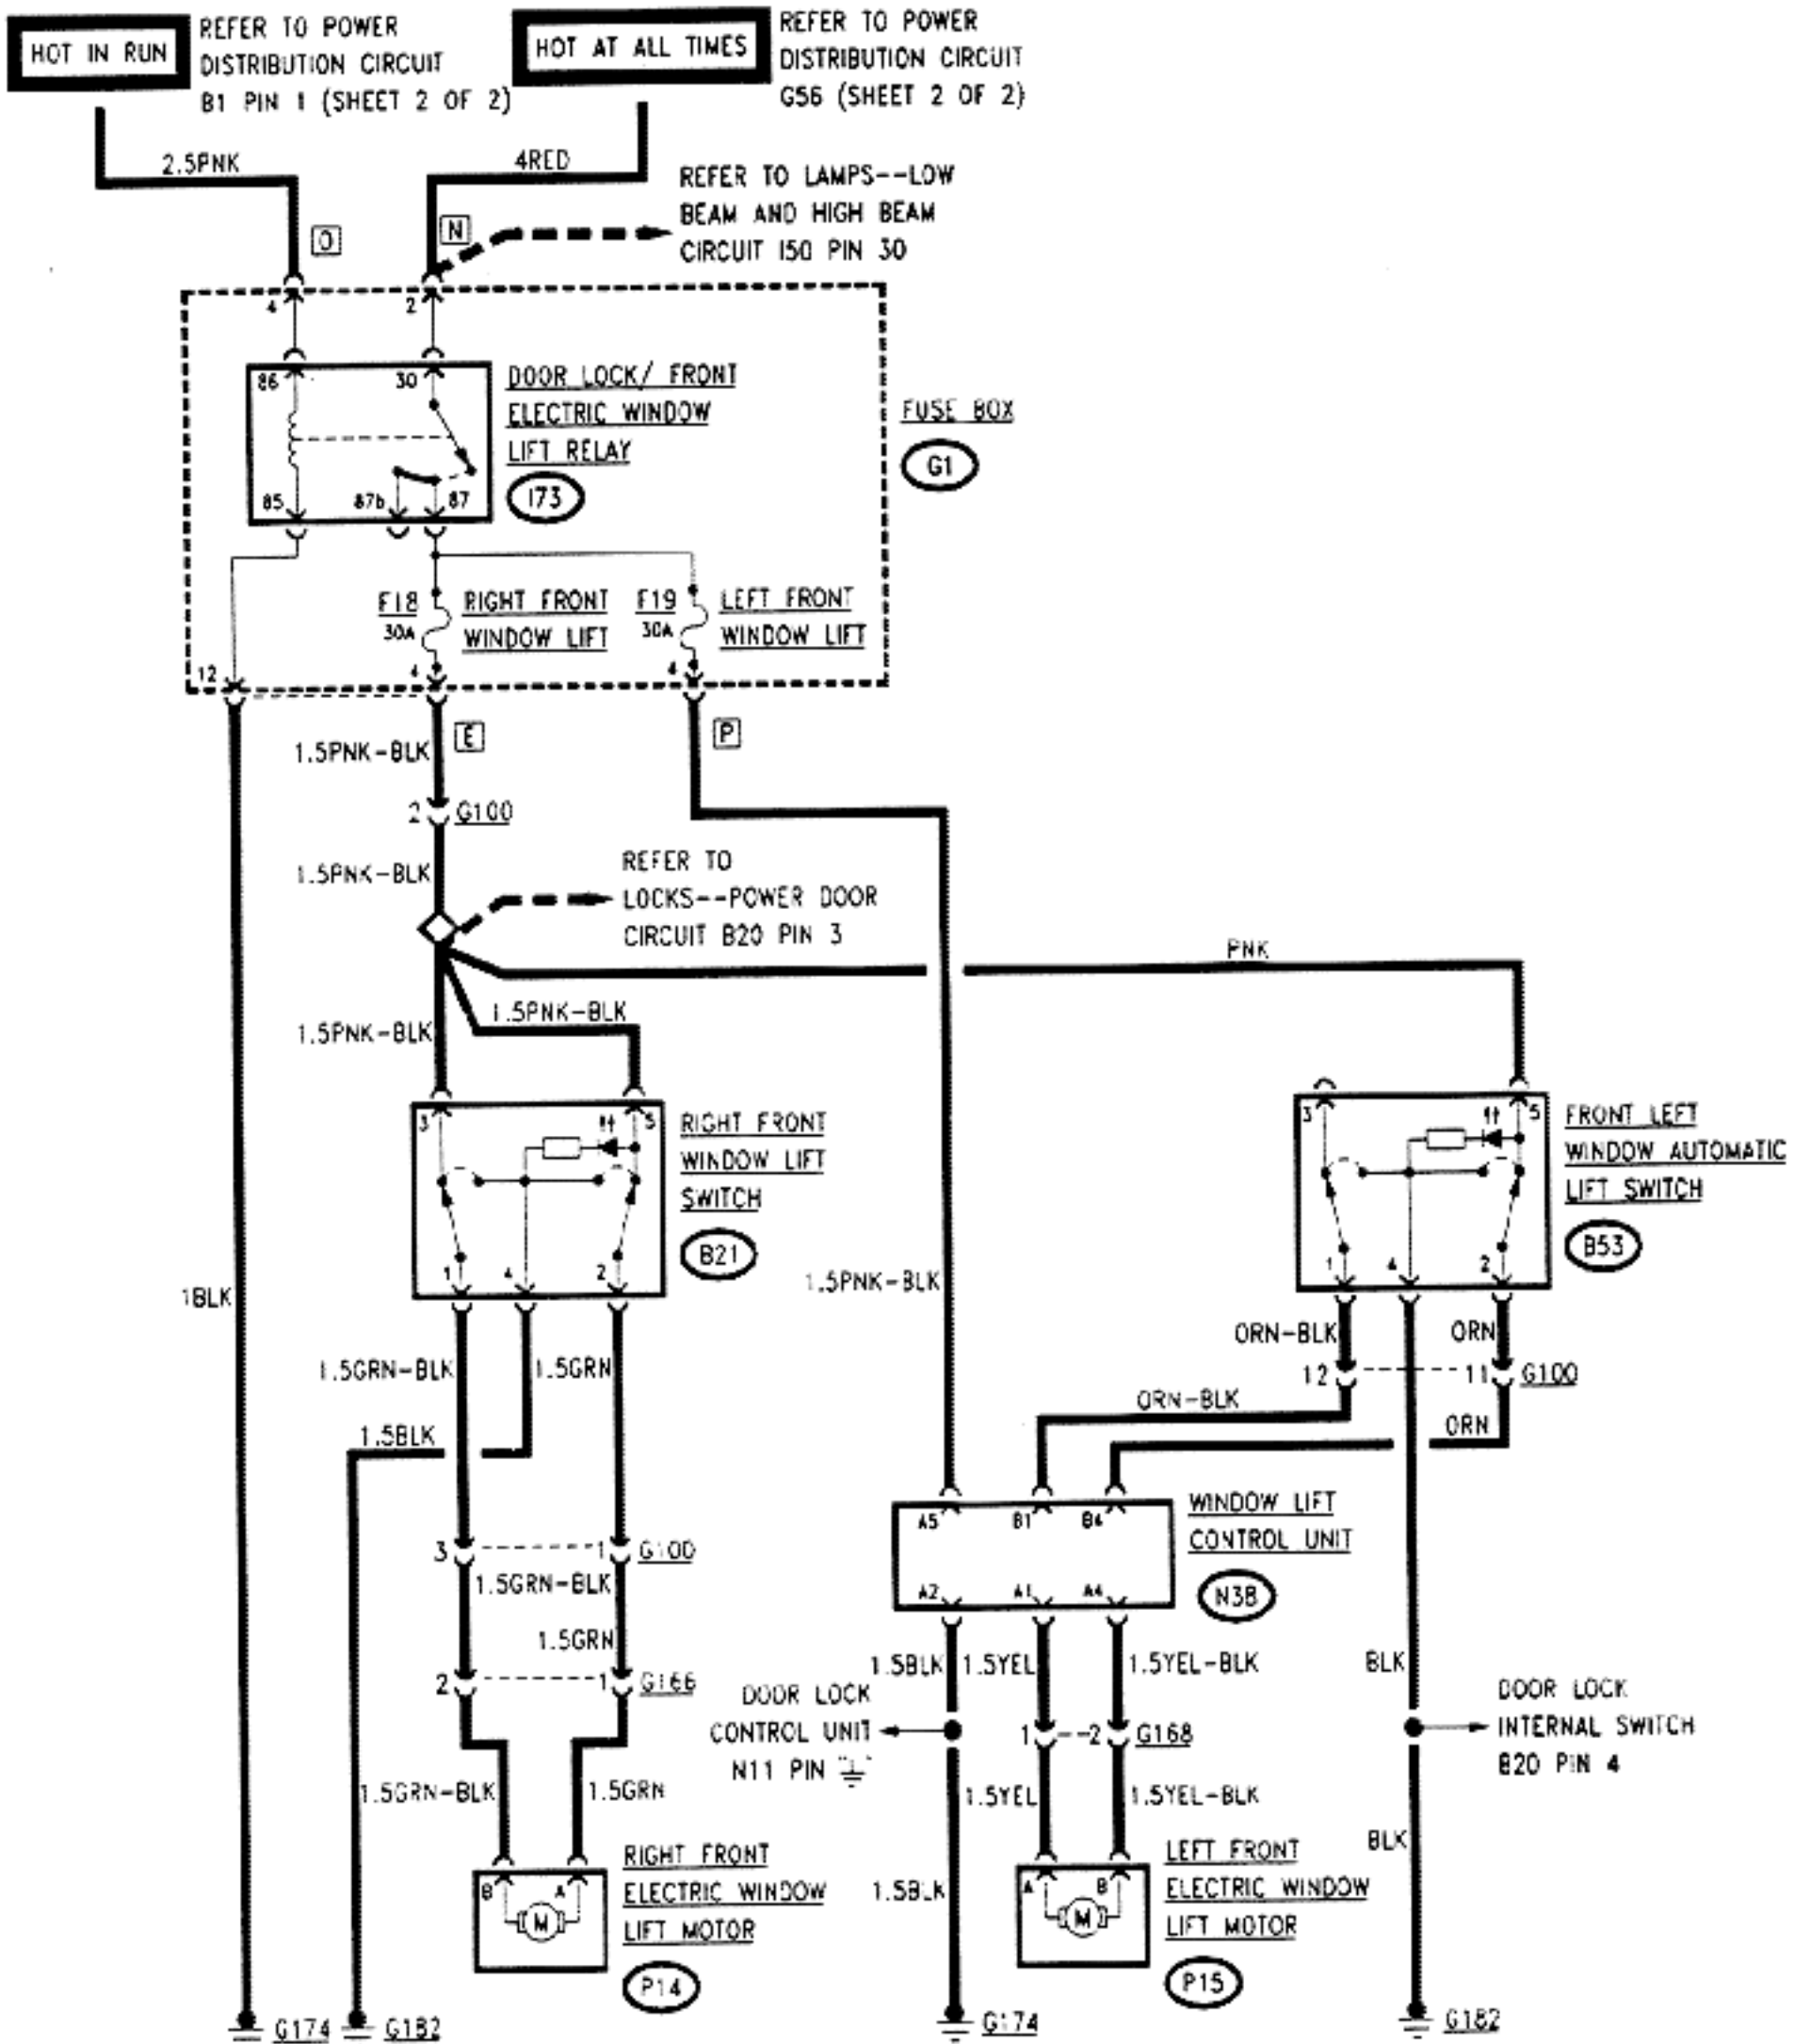 HOT IN RUN
REFER TO POWER
DISTRIBUTION CIRCUIT
B1 PIN 1 (SHEET 2 OF 2)
HOT AT ALL TIMES
REFER TO POWER
DISTRIBUTION CIRCUIT
G56 (SHEET 2 OF 2)
2.5PNK
4RED
REFER TO LAMPS--LOW
BEAM AND HIGH BEAM
CIRCUIT I50 PIN 30
O
N
4
2
86
30
DOOR LOCK/ FRONT
ELECTRIC WINDOW
LIFT RELAY
I73
FUSE BOX
G1
85
87b
87
F18
30A
RIGHT FRONT
WINDOW LIFT
F19
30A
LEFT FRONT
WINDOW LIFT
12
4
4
E
P
1.5PNK-BLK
2
G100
1.5PNK-BLK
REFER TO
LOCKS--POWER DOOR
CIRCUIT B20 PIN 3
PNK
1.5PNK-BLK
1.5PNK-BLK
3
5
RIGHT FRONT
WINDOW LIFT
SWITCH
B21
1
4
2
3
5
FRONT LEFT
WINDOW AUTOMATIC
LIFT SWITCH
B53
1
4
2
1BLK
1.5PNK-BLK
ORN-BLK
ORN
12
11
G100
1.5GRN-BLK
1.5GRN
ORN-BLK
ORN
1.5BLK
A5
B1
B4
WINDOW LIFT
CONTROL UNIT
N38
A2
A1
A4
3
1
G100
1.5GRN-BLK
1.5GRN
2
1
G166
1.5BLK
1.5YEL
1.5YEL-BLK
BLK
DOOR LOCK
CONTROL UNIT
N11 PIN "⏚"
1
2
G168
DOOR LOCK
INTERNAL SWITCH
B20 PIN 4
1.5GRN-BLK
1.5GRN
1.5YEL
1.5YEL-BLK
BLK
B
A
M
RIGHT FRONT
ELECTRIC WINDOW
LIFT MOTOR
P14
1.5BLK
A
B
M
LEFT FRONT
ELECTRIC WINDOW
LIFT MOTOR
P15
G174
G182
G174
G182